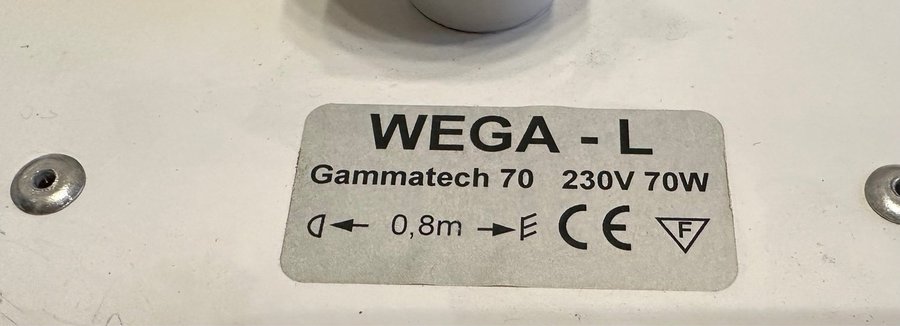 WEGA - L
Gammatech 70 230V 70W
0,8m CE F